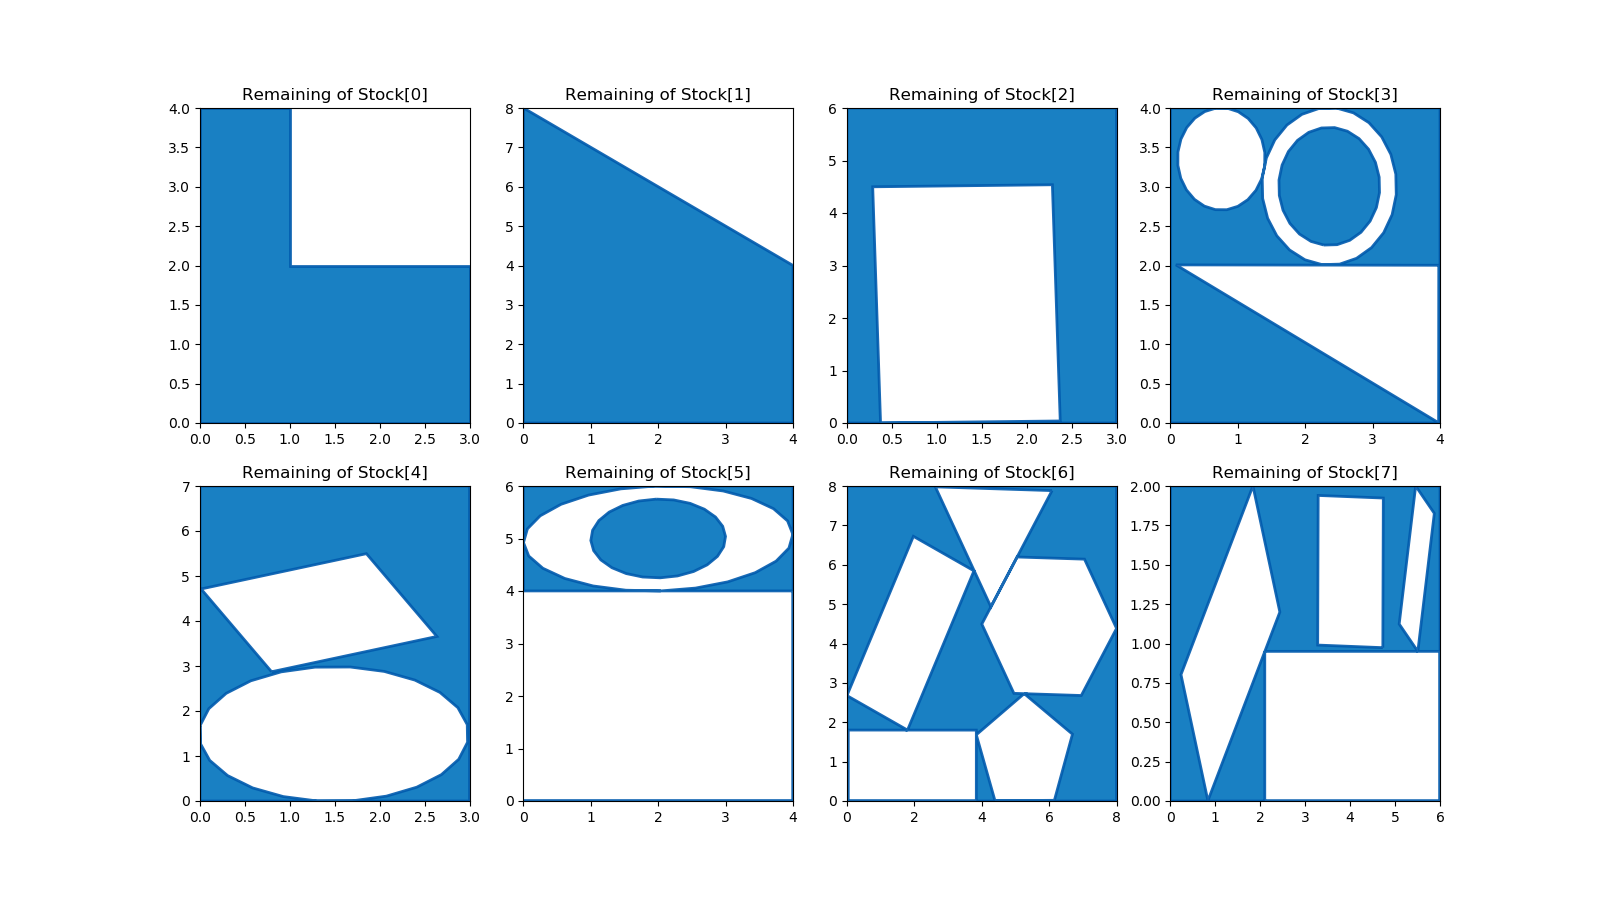 Remaining of Stock[0] Remaining of Stock[1] Remaining of Stock[2] Remaining of Stock[3]
4.0 8 6 4.0
3.5 7 3.5
5
3.0 6 3.0
4
2.5 5 2.5
2.0 4 3 2.0
1.5 3 1.5
2
1.0 2 1.0
1
0.5 1 0.5
0.0 0 0 0.0
0.0 0.5 1.0 1.5 2.0 2.5 3.0 0 1 2 3 4 0.0 0.5 1.0 1.5 2.0 2.5 3.0 0 1 2 3 4
Remaining of Stock[4] Remaining of Stock[5] Remaining of Stock[6] Remaining of Stock[7]
7 6 8 2.00
7 1.75
6
5
6 1.50
5
4
5 1.25
4
3 4 1.00
3
3 0.75
2
2
2 0.50
1
1
1 0.25
0 0 0 0.00
0.0 0.5 1.0 1.5 2.0 2.5 3.0 0 1 2 3 4 0 2 4 6 8 0 1 2 3 4 5 6